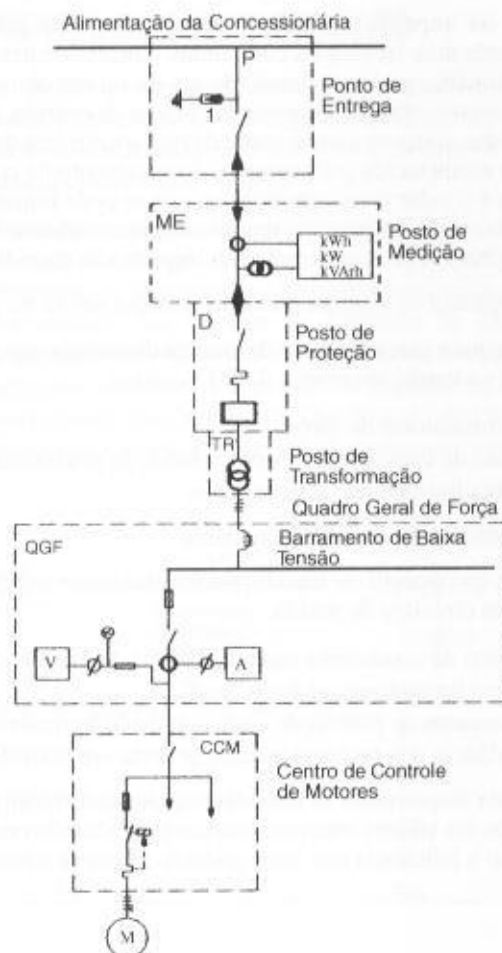 Alimentação da Concessionária
P
Ponto de
Entrega
ME
Posto de
Medição
kWh
kW
kVArh
D
Posto de
Proteção
TR
Posto de
Transformação
Quadro Geral de Força
QGF
Barramento de Baixa
Tensão
V
A
CCM
Centro de Controle
de Motores
M